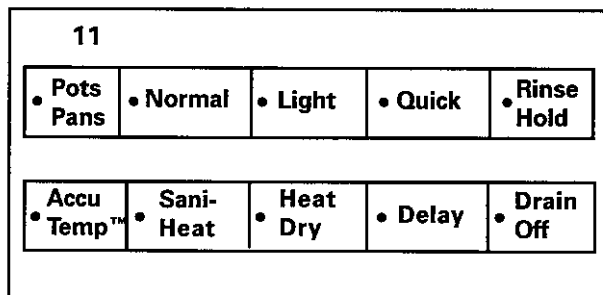 11
Pots Pans
• Normal
• Light
• Quick
• Rinse Hold
• Accu Temp™
• Sani-Heat
• Heat Dry
• Delay
• Drain Off